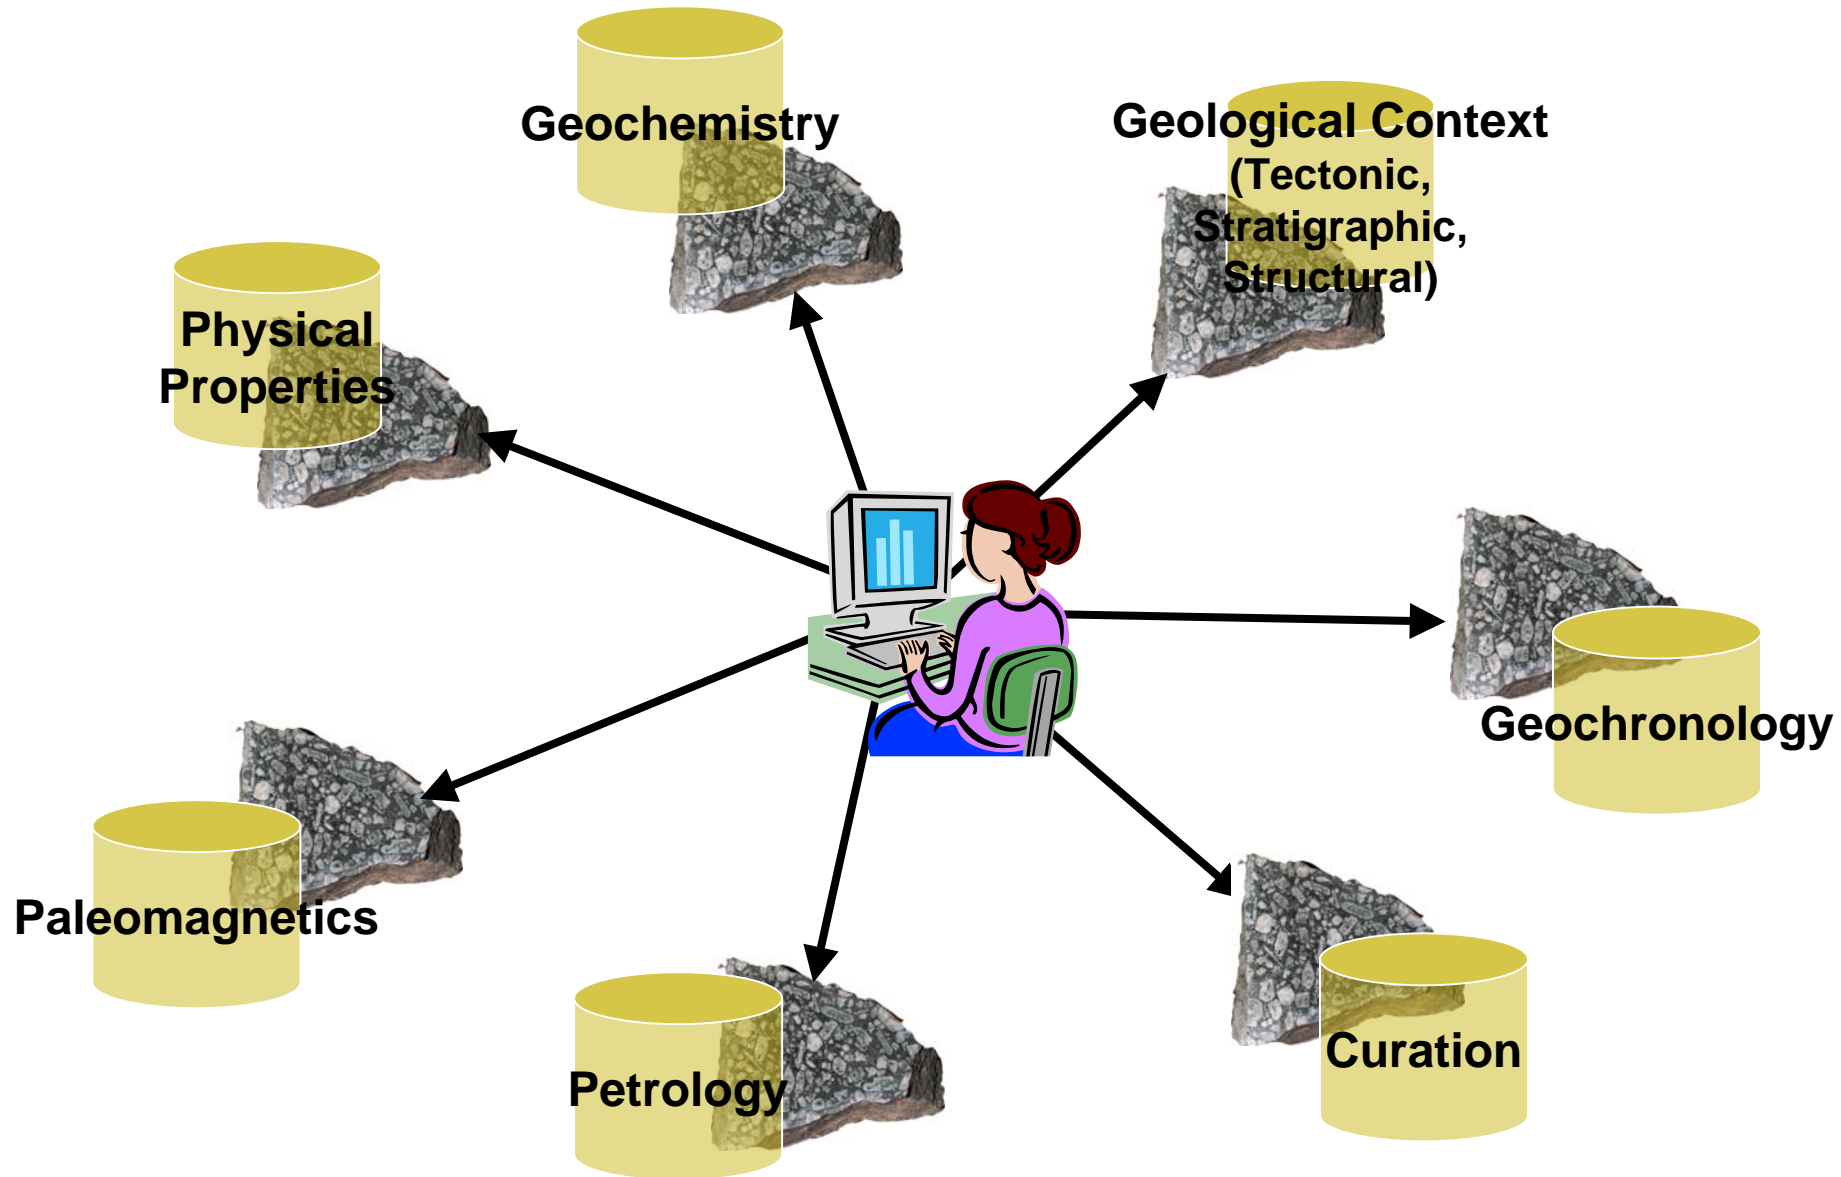 Geochemistry
Geological Context
(Tectonic,
Stratigraphic,
Structural)
Physical
Properties
Geochronology
Paleomagnetics
Curation
Petrology